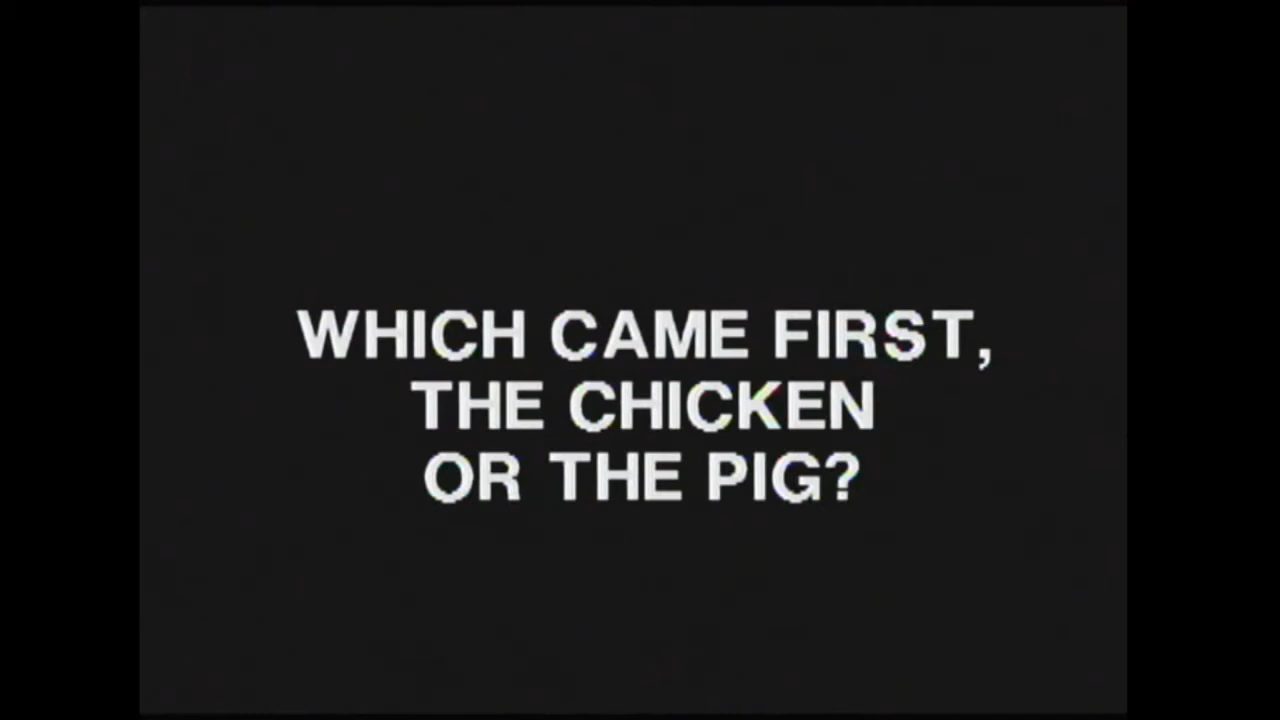 WHICH CAME FIRST,
THE CHICKEN
OR THE PIG?